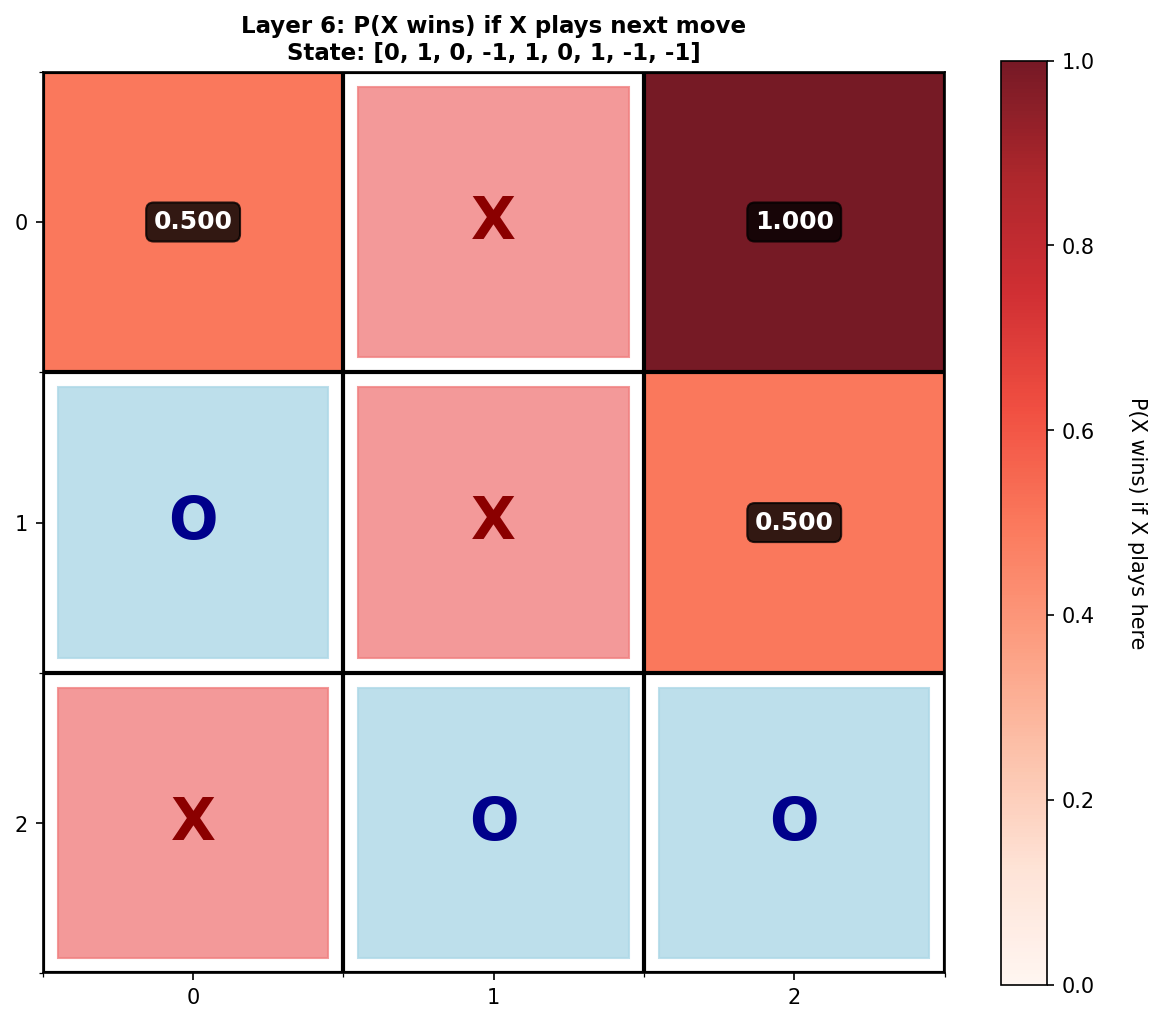 Layer 6: P(X wins) if X plays next move
State: [0, 1, 0, -1, 1, 0, 1, -1, -1]
0.500 X 1.000
O X 0.500
X O O
0
1
2
0 1 2
1.0
0.8
0.6
0.4
0.2
0.0
P(X wins) if X plays here